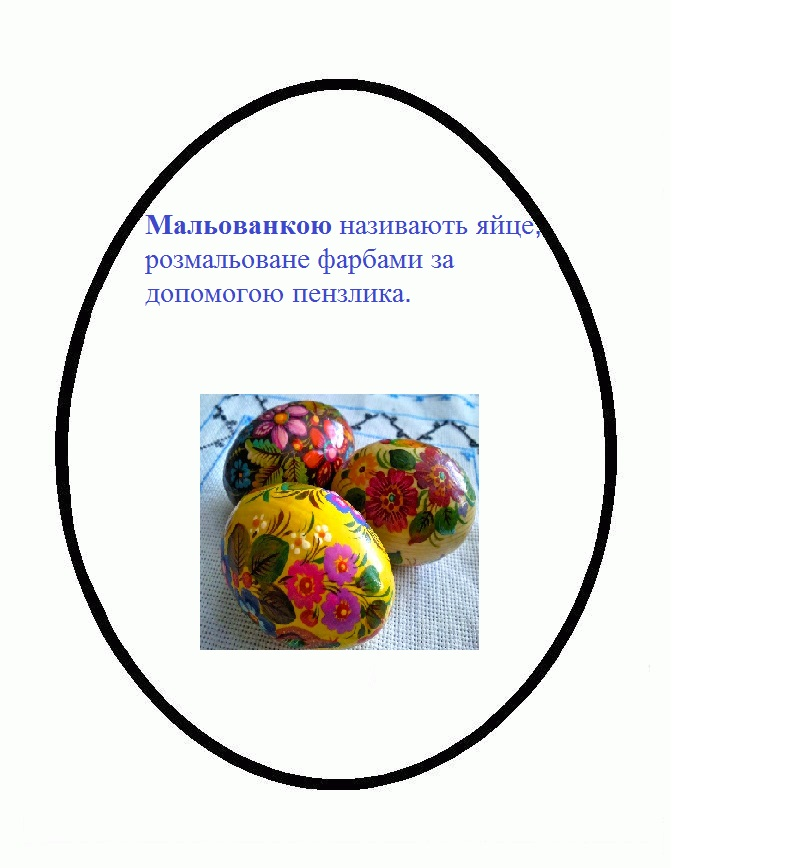 Мальованкою називають яйце,
розмальоване фарбами за
допомогою пензлика.